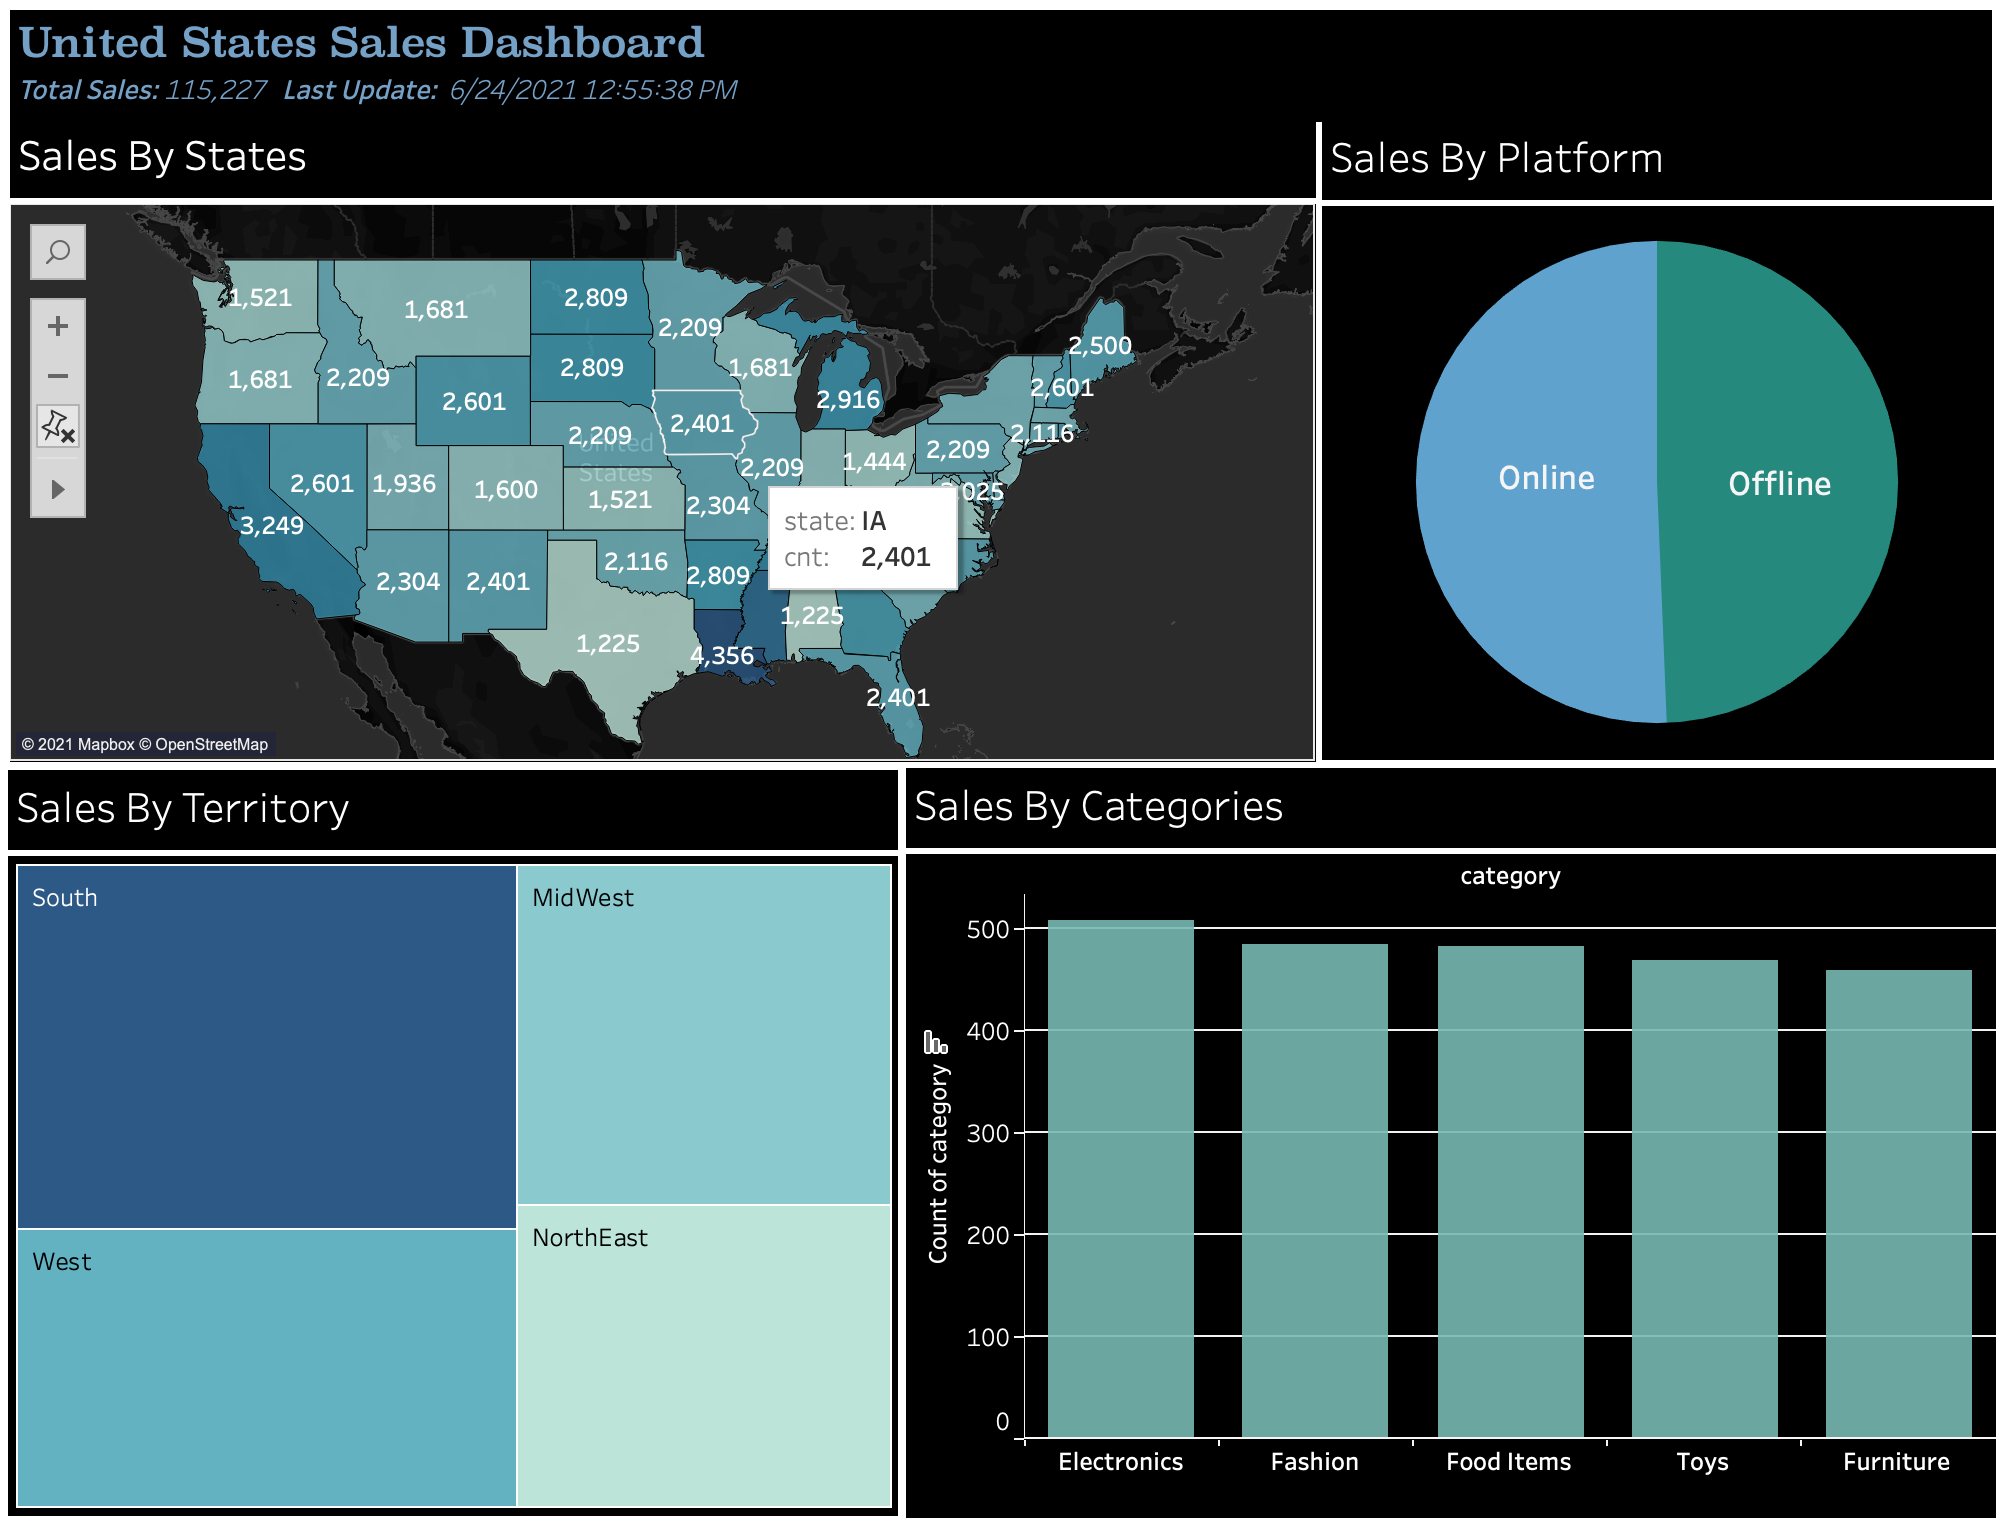 United States Sales Dashboard
Total Sales: 115,227 Last Update: 6/24/2021 12:55:38 PM
Sales By States
Sales By Platform
1,521
1,681
2,809
2,209
2,500
1,681
2,209
2,601
2,809
1,681
2,916
2,601
2,209
2,401
2,116
United States
2,209
1,444
2,209
3,249
2,601
1,936
1,600
1,521
2,304
025
state: IA
cnt: 2,401
2,304
2,401
2,116
2,809
1,225
1,225
4,356
2,401
© 2021 Mapbox © OpenStreetMap
Online
Offline
Sales By Territory
South
MidWest
West
NorthEast
Sales By Categories
category
Count of category
500
400
300
200
100
0
Electronics
Fashion
Food Items
Toys
Furniture